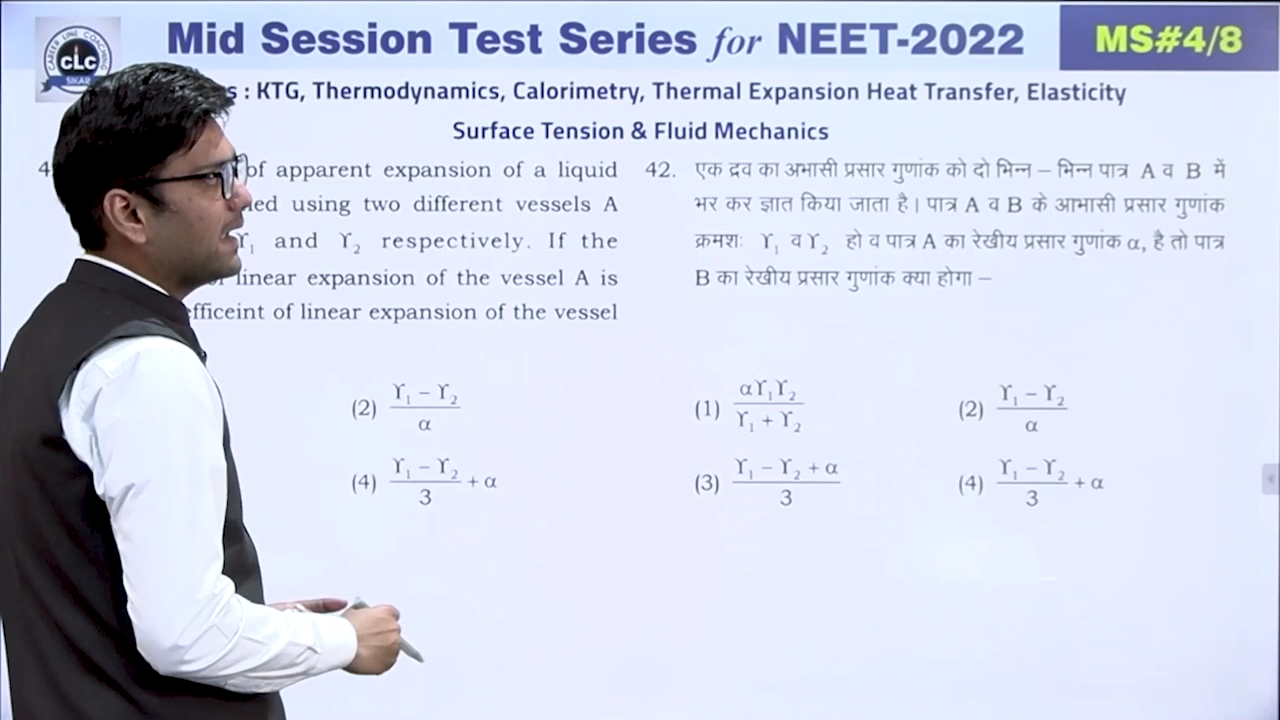 Mid Session Test Series for NEET-2022
MS#4/8
CAREER LINE COACHING
CLC
SIKAR
: KTG, Thermodynamics, Calorimetry, Thermal Expansion Heat Transfer, Elasticity
Surface Tension & Fluid Mechanics
of apparent expansion of a liquid
using two different vessels A
ϒ₁ and ϒ₂ respectively. If the
linear expansion of the vessel A is
of linear expansion of the vessel
(2) (ϒ₁ − ϒ₂)/α
(4) (ϒ₁ − ϒ₂)/3 + α
42. एक द्रव का अभासी प्रसार गुणांक को दो भिन्न – भिन्न पात्र A व B में
भर कर ज्ञात किया जाता है। पात्र A व B के आभासी प्रसार गुणांक
क्रमशः ϒ₁ व ϒ₂ हो व पात्र A का रेखीय प्रसार गुणांक α, है तो पात्र
B का रेखीय प्रसार गुणांक क्या होगा –
(1) αϒ₁ϒ₂/(ϒ₁ + ϒ₂) (2) (ϒ₁ − ϒ₂)/α
(3) (ϒ₁ − ϒ₂ + α)/3 (4) (ϒ₁ − ϒ₂)/3 + α